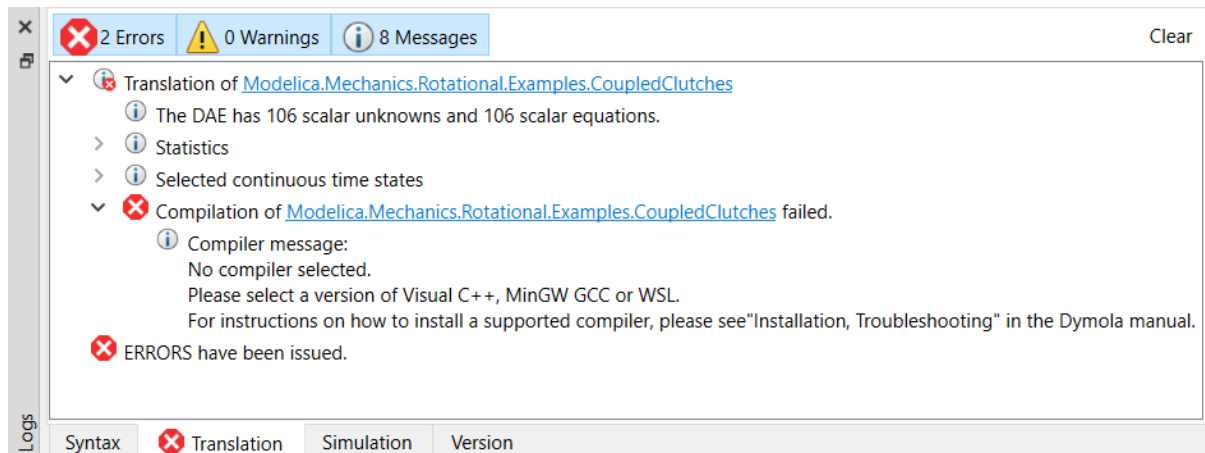 2 Errors 0 Warnings 8 Messages Clear
Translation of Modelica.Mechanics.Rotational.Examples.CoupledClutches
The DAE has 106 scalar unknowns and 106 scalar equations.
Statistics
Selected continuous time states
Compilation of Modelica.Mechanics.Rotational.Examples.CoupledClutches failed.
Compiler message:
No compiler selected.
Please select a version of Visual C++, MinGW GCC or WSL.
For instructions on how to install a supported compiler, please see"Installation, Troubleshooting" in the Dymola manual.
ERRORS have been issued.
Logs
Syntax Translation Simulation Version